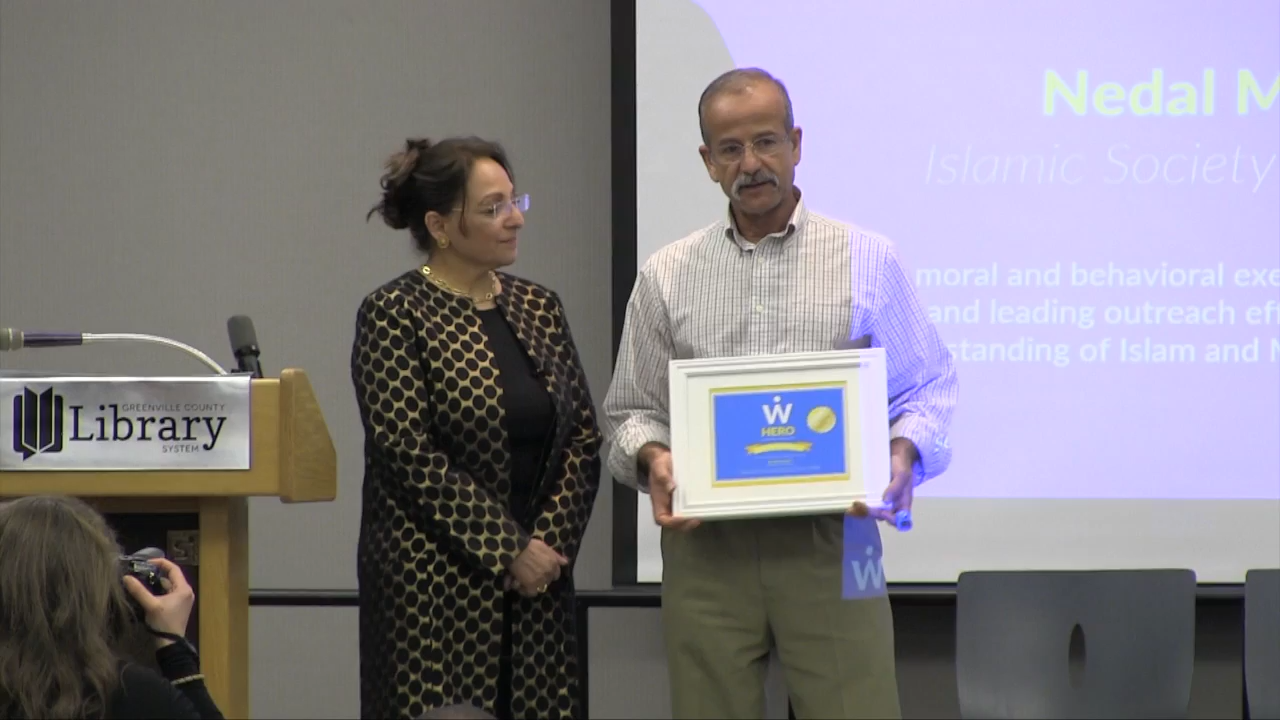 Nedal M
Islamic Society
moral and behavioral exe
and leading outreach ef
standing of Islam and M
GREENVILLE COUNTY
Library
SYSTEM
W
HERO
W